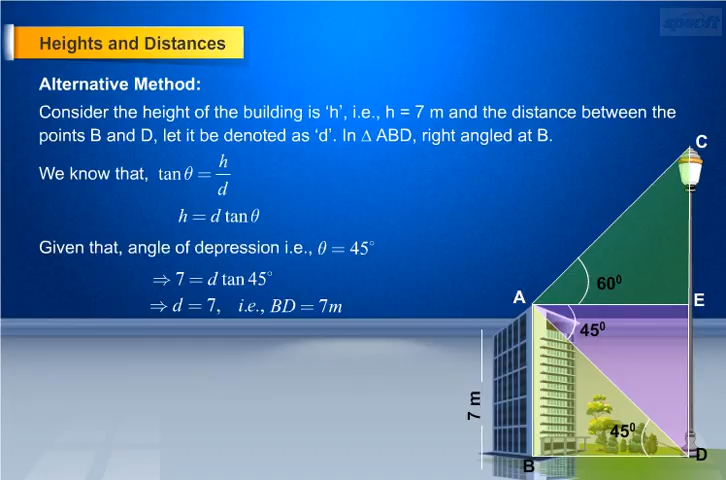 Heights and Distances
Alternative Method:
Consider the height of the building is ‘h’, i.e., h = 7 m and the distance between the
points B and D, let it be denoted as ‘d’. In Δ ABD, right angled at B.
We know that, tan θ = h/d
h = d tan θ
Given that, angle of depression i.e., θ = 45°
⇒ 7 = d tan 45°
⇒ d = 7, i.e., BD = 7m
C
60⁰
A
E
45⁰
7 m
45⁰
B
D